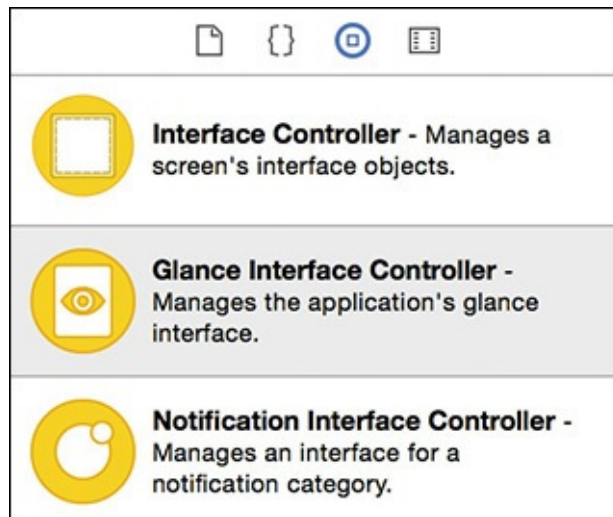 Interface Controller - Manages a
screen's interface objects.
Glance Interface Controller -
Manages the application's glance
interface.
Notification Interface Controller -
Manages an interface for a
notification category.